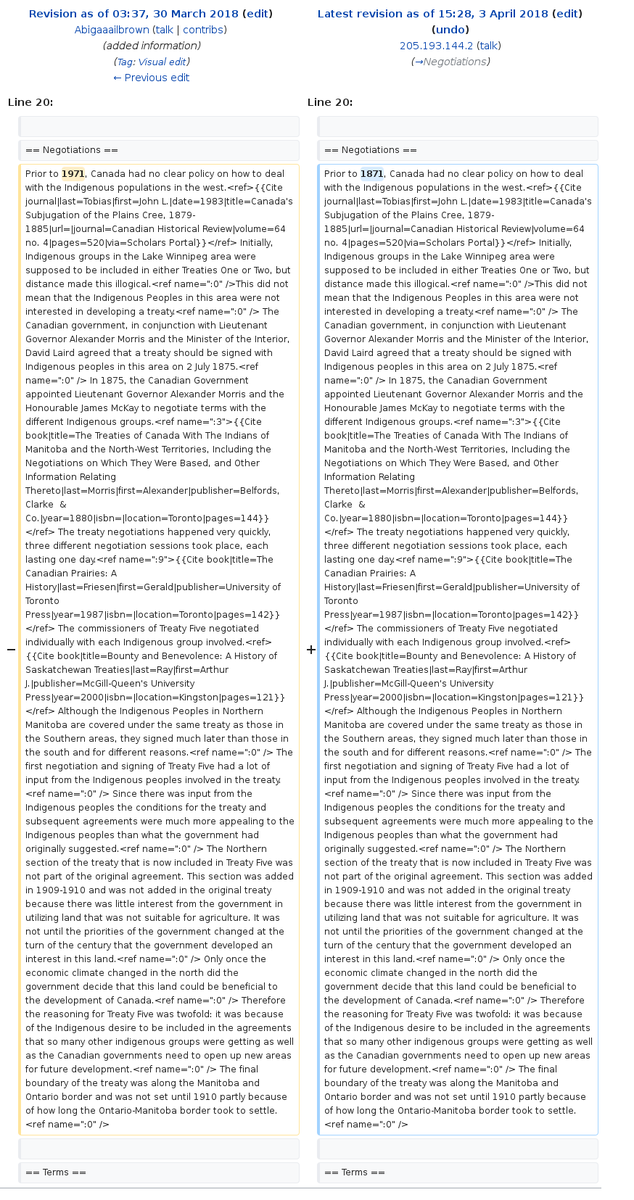 Revision as of 03:37, 30 March 2018 (edit)
Abigaaailbrown (talk | contribs)
(added information)
(Tag: Visual edit)
← Previous edit
Latest revision as of 15:28, 3 April 2018 (edit)
(undo)
205.193.144.2 (talk)
(→Negotiations)
Line 20:
Line 20:
== Negotiations ==
== Negotiations ==
−
Prior to 1971, Canada had no clear policy on how to deal
with the Indigenous populations in the west.<ref>{{Cite
journal|last=Tobias|first=John L.|date=1983|title=Canada's
Subjugation of the Plains Cree, 1879-
1885|url=|journal=Canadian Historical Review|volume=64
no. 4|pages=520|via=Scholars Portal}}</ref> Initially,
Indigenous groups in the Lake Winnipeg area were
supposed to be included in either Treaties One or Two, but
distance made this illogical.<ref name=":0" />This did not
mean that the Indigenous Peoples in this area were not
interested in developing a treaty.<ref name=":0" /> The
Canadian government, in conjunction with Lieutenant
Governor Alexander Morris and the Minister of the Interior,
David Laird agreed that a treaty should be signed with
Indigenous peoples in this area on 2 July 1875.<ref
name=":0" /> In 1875, the Canadian Government
appointed Lieutenant Governor Alexander Morris and the
Honourable James McKay to negotiate terms with the
different Indigenous groups.<ref name=":3">{{Cite
book|title=The Treaties of Canada With The Indians of
Manitoba and the North-West Territories, Including the
Negotiations on Which They Were Based, and Other
Information Relating
Thereto|last=Morris|first=Alexander|publisher=Belfords,
Clarke  &
Co.|year=1880|isbn=|location=Toronto|pages=144}}
</ref> The treaty negotiations happened very quickly,
three different negotiation sessions took place, each
lasting one day.<ref name=":9">{{Cite book|title=The
Canadian Prairies: A
History|last=Friesen|first=Gerald|publisher=University of
Toronto
Press|year=1987|isbn=|location=Toronto|pages=142}}
</ref> The commissioners of Treaty Five negotiated
individually with each Indigenous group involved.<ref>
{{Cite book|title=Bounty and Benevolence: A History of
Saskatchewan Treaties|last=Ray|first=Arthur
J.|publisher=McGill-Queen's University
Press|year=2000|isbn=|location=Kingston|pages=121}}
</ref> Although the Indigenous Peoples in Northern
Manitoba are covered under the same treaty as those in
the Southern areas, they signed much later than those in
the south and for different reasons.<ref name=":0" /> The
first negotiation and signing of Treaty Five had a lot of
input from the Indigenous peoples involved in the treaty.
<ref name=":0" /> Since there was input from the
Indigenous peoples the conditions for the treaty and
subsequent agreements were much more appealing to the
Indigenous peoples than what the government had
originally suggested.<ref name=":0" /> The Northern
section of the treaty that is now included in Treaty Five was
not part of the original agreement. This section was added
in 1909-1910 and was not added in the original treaty
because there was little interest from the government in
utilizing land that was not suitable for agriculture. It was
not until the priorities of the government changed at the
turn of the century that the government developed an
interest in this land.<ref name=":0" /> Only once the
economic climate changed in the north did the
government decide that this land could be beneficial to
the development of Canada.<ref name=":0" /> Therefore
the reasoning for Treaty Five was twofold: it was because
of the Indigenous desire to be included in the agreements
that so many other indigenous groups were getting as well
as the Canadian governments need to open up new areas
for future development.<ref name=":0" /> The final
boundary of the treaty was along the Manitoba and
Ontario border and was not set until 1910 partly because
of how long the Ontario-Manitoba border took to settle.
<ref name=":0" />
+
Prior to 1871, Canada had no clear policy on how to deal
with the Indigenous populations in the west.<ref>{{Cite
journal|last=Tobias|first=John L.|date=1983|title=Canada's
Subjugation of the Plains Cree, 1879-
1885|url=|journal=Canadian Historical Review|volume=64
no. 4|pages=520|via=Scholars Portal}}</ref> Initially,
Indigenous groups in the Lake Winnipeg area were
supposed to be included in either Treaties One or Two, but
distance made this illogical.<ref name=":0" />This did not
mean that the Indigenous Peoples in this area were not
interested in developing a treaty.<ref name=":0" /> The
Canadian government, in conjunction with Lieutenant
Governor Alexander Morris and the Minister of the Interior,
David Laird agreed that a treaty should be signed with
Indigenous peoples in this area on 2 July 1875.<ref
name=":0" /> In 1875, the Canadian Government
appointed Lieutenant Governor Alexander Morris and the
Honourable James McKay to negotiate terms with the
different Indigenous groups.<ref name=":3">{{Cite
book|title=The Treaties of Canada With The Indians of
Manitoba and the North-West Territories, Including the
Negotiations on Which They Were Based, and Other
Information Relating
Thereto|last=Morris|first=Alexander|publisher=Belfords,
Clarke  &
Co.|year=1880|isbn=|location=Toronto|pages=144}}
</ref> The treaty negotiations happened very quickly,
three different negotiation sessions took place, each
lasting one day.<ref name=":9">{{Cite book|title=The
Canadian Prairies: A
History|last=Friesen|first=Gerald|publisher=University of
Toronto
Press|year=1987|isbn=|location=Toronto|pages=142}}
</ref> The commissioners of Treaty Five negotiated
individually with each Indigenous group involved.<ref>
{{Cite book|title=Bounty and Benevolence: A History of
Saskatchewan Treaties|last=Ray|first=Arthur
J.|publisher=McGill-Queen's University
Press|year=2000|isbn=|location=Kingston|pages=121}}
</ref> Although the Indigenous Peoples in Northern
Manitoba are covered under the same treaty as those in
the Southern areas, they signed much later than those in
the south and for different reasons.<ref name=":0" /> The
first negotiation and signing of Treaty Five had a lot of
input from the Indigenous peoples involved in the treaty.
<ref name=":0" /> Since there was input from the
Indigenous peoples the conditions for the treaty and
subsequent agreements were much more appealing to the
Indigenous peoples than what the government had
originally suggested.<ref name=":0" /> The Northern
section of the treaty that is now included in Treaty Five was
not part of the original agreement. This section was added
in 1909-1910 and was not added in the original treaty
because there was little interest from the government in
utilizing land that was not suitable for agriculture. It was
not until the priorities of the government changed at the
turn of the century that the government developed an
interest in this land.<ref name=":0" /> Only once the
economic climate changed in the north did the
government decide that this land could be beneficial to
the development of Canada.<ref name=":0" /> Therefore
the reasoning for Treaty Five was twofold: it was because
of the Indigenous desire to be included in the agreements
that so many other indigenous groups were getting as well
as the Canadian governments need to open up new areas
for future development.<ref name=":0" /> The final
boundary of the treaty was along the Manitoba and
Ontario border and was not set until 1910 partly because
of how long the Ontario-Manitoba border took to settle.
<ref name=":0" />
== Terms ==
== Terms ==